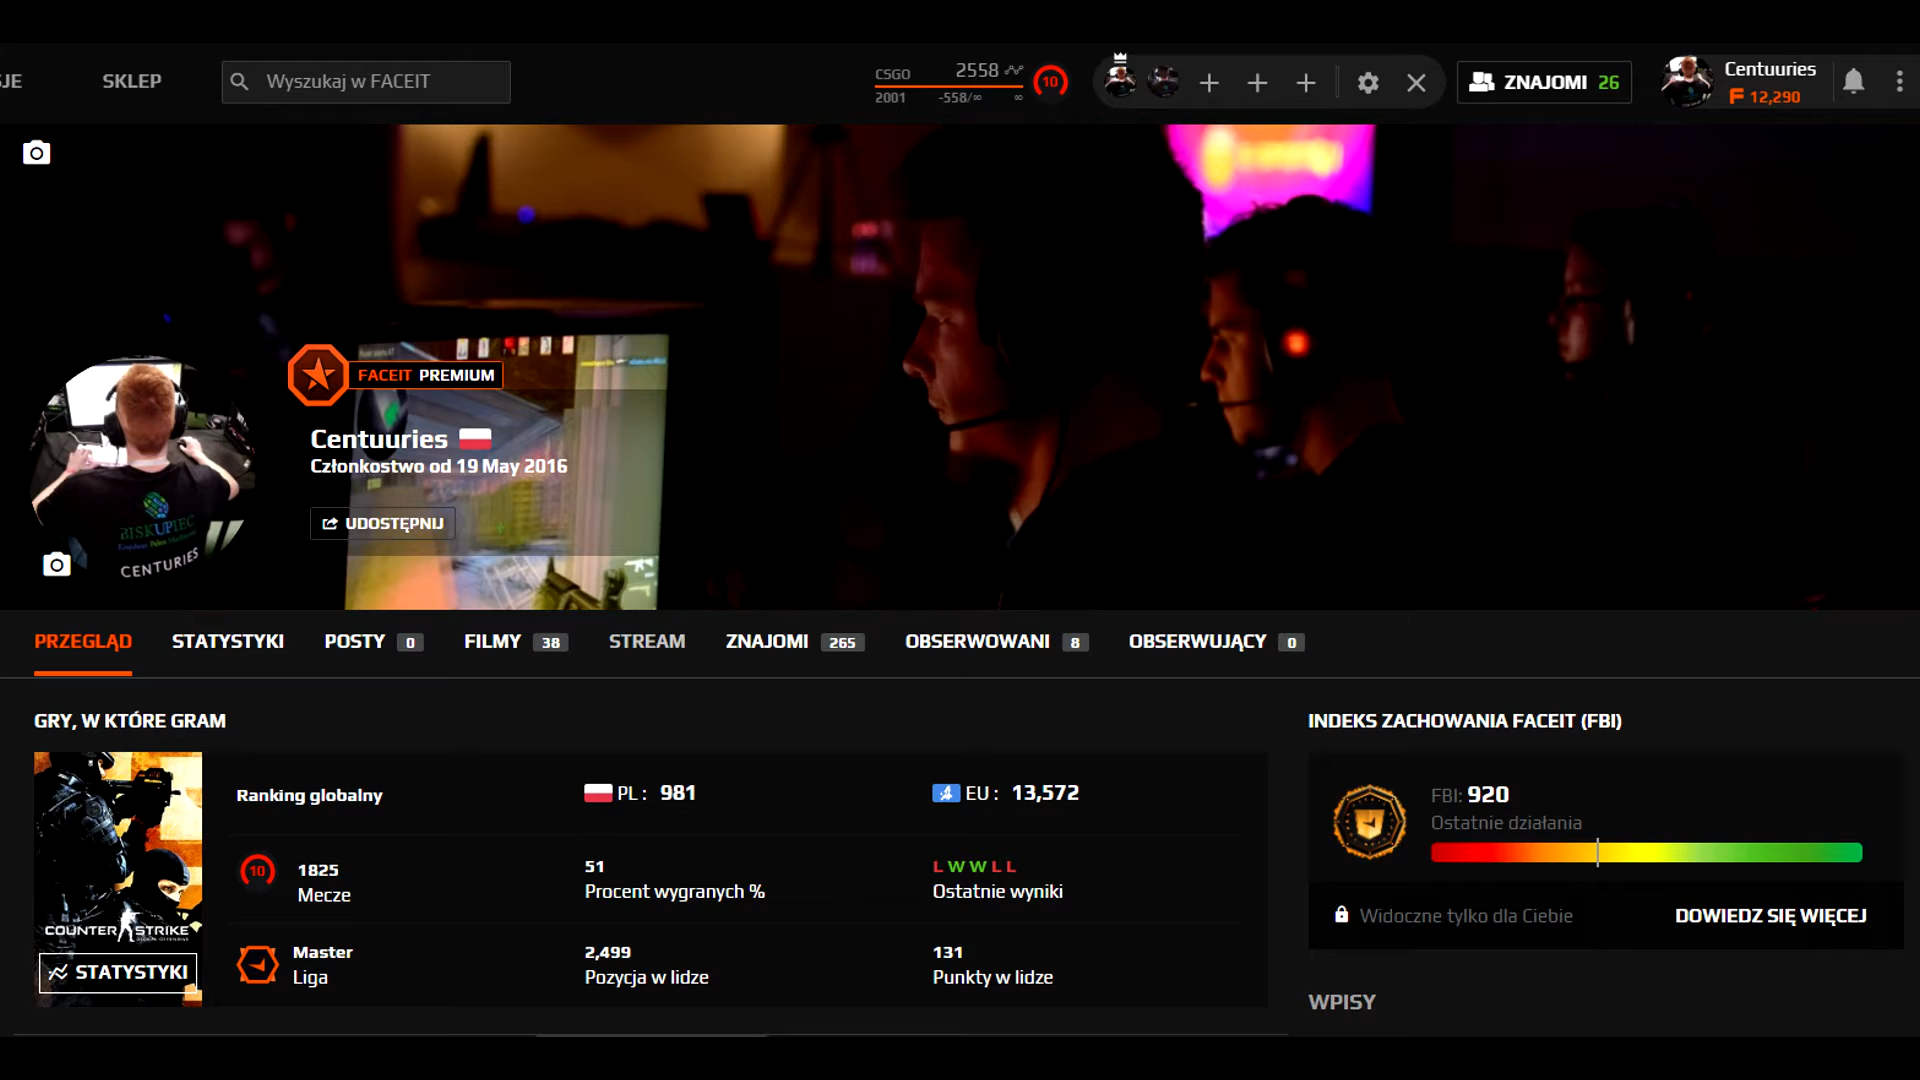 JE
SKLEP
Wyszukaj w FACEIT
CSGO 2558
2001 -558/∞ ∞
10
ZNAJOMI 26
Centuuries
12,290
FACEIT PREMIUM
Centuuries
Członkostwo od 19 May 2016
UDOSTĘPNIJ
BISKUPIEC
CENTURIES
PRZEGLĄD
STATYSTYKI
POSTY 0
FILMY 38
STREAM
ZNAJOMI 265
OBSERWOWANI 8
OBSERWUJĄCY 0
GRY, W KTÓRE GRAM
COUNTER STRIKE
STATYSTYKI
Ranking globalny
PL : 981
EU : 13,572
10
1825
Mecze
51
Procent wygranych %
L W W L L
Ostatnie wyniki
Master
Liga
2,499
Pozycja w lidze
131
Punkty w lidze
INDEKS ZACHOWANIA FACEIT (FBI)
FBI: 920
Ostatnie działania
Widoczne tylko dla Ciebie
DOWIEDZ SIĘ WIĘCEJ
WPISY